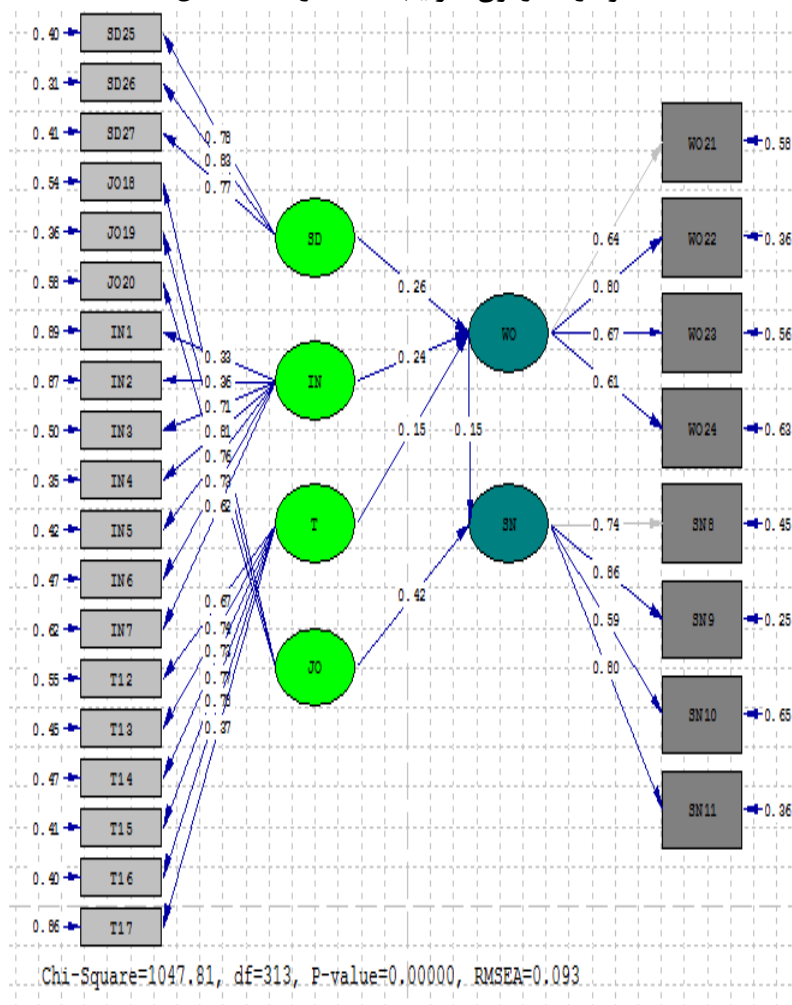 0.40 SD25
0.31 SD26
0.41 SD27
0.54 JO18
0.36 JO19
0.58 JO20
0.89 IN1
0.87 IN2
0.50 IN3
0.35 IN4
0.42 IN5
0.47 IN6
0.62 IN7
0.55 T12
0.45 T13
0.47 T14
0.41 T15
0.40 T16
0.86 T17
0.78
0.83
0.77
0.33
0.36
0.71
0.81
0.76
0.73
0.62
0.67
0.74
0.73
0.77
0.78
0.37
SD
IN
T
JO
0.26
0.24
0.15
0.15
0.42
WO
SN
0.64
0.80
0.67
0.61
0.74
0.86
0.59
0.80
WO21 0.58
WO22 0.36
WO23 0.56
WO24 0.63
SN8 0.45
SN9 0.25
SN10 0.65
SN11 0.36
Chi-Square=1047.81, df=313, P-value=0.00000, RMSEA=0.093